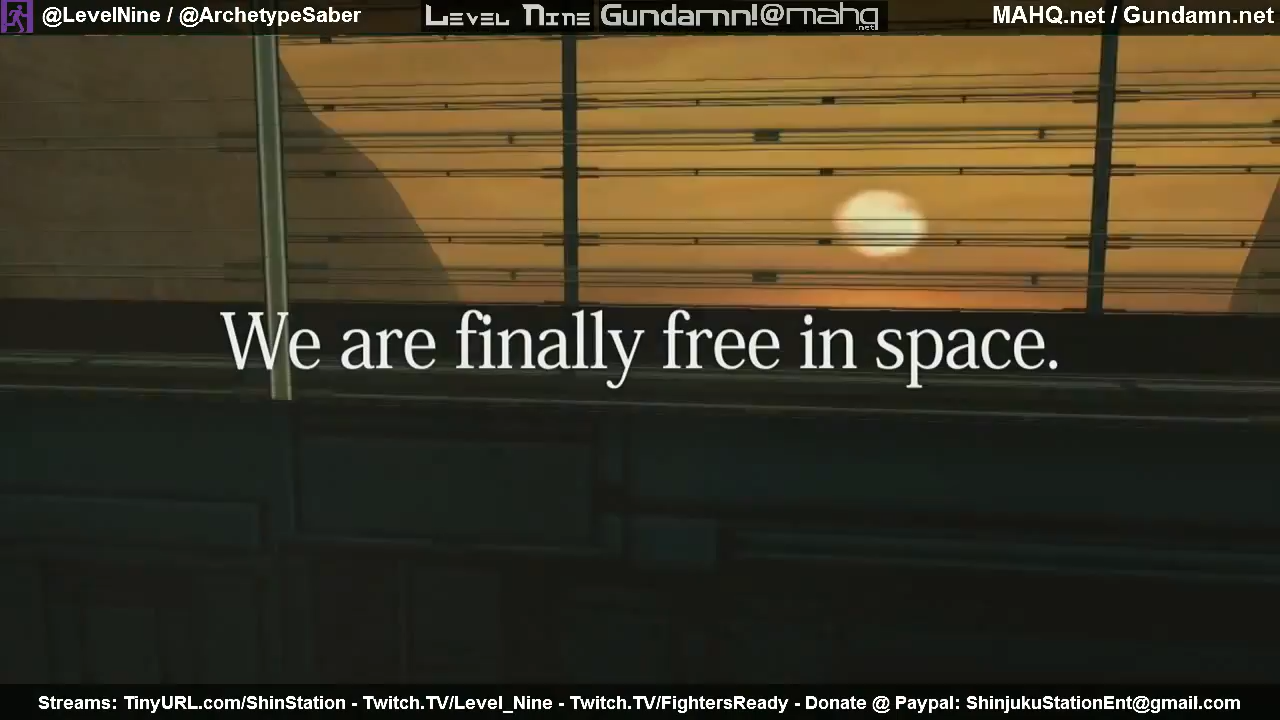 @LevelNine / @ArchetypeSaber
Level Nine Gundamn!@mahq.net
MAHQ.net / Gundamn.net
We are finally free in space.
Streams: TinyURL.com/ShinStation - Twitch.TV/Level_Nine - Twitch.TV/FightersReady - Donate @ Paypal: ShinjukuStationEnt@gmail.com